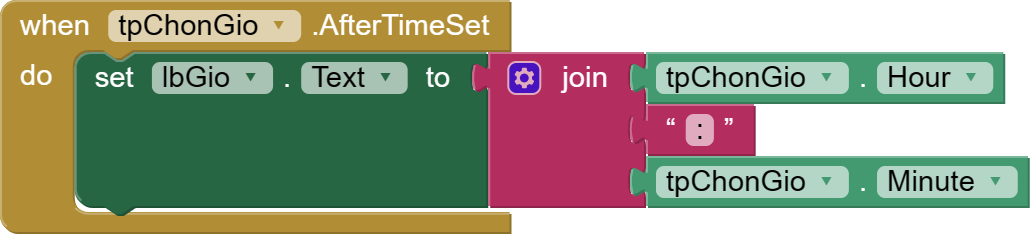 when tpChonGio .AfterTimeSet
do set lbGio . Text to join tpChonGio . Hour
“ : ”
tpChonGio . Minute